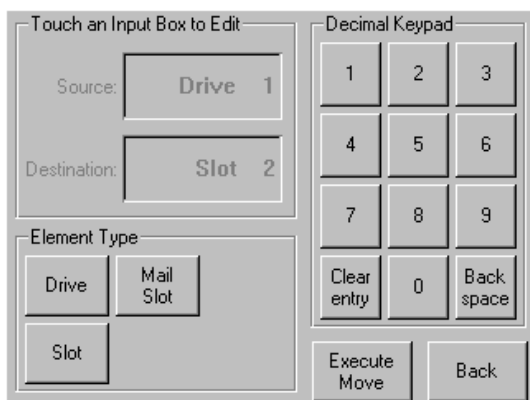 Touch an Input Box to Edit
Source: Drive 1
Destination: Slot 2
Element Type
Drive
Mail
Slot
Slot
Decimal Keypad
1 2 3
4 5 6
7 8 9
Clear
entry
0
Back
space
Execute
Move
Back